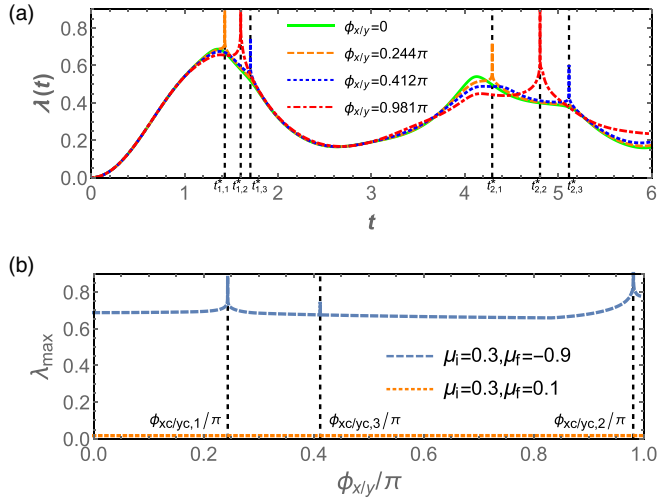 (a)
λ(t)
0.8
0.6
0.4
0.2
0.0
ϕx/y=0
ϕx/y=0.244π
ϕx/y=0.412π
ϕx/y=0.981π
0 1 2 3 4 5 6
t*1,1 t*1,2 t*1,3 t*2,1 t*2,2 t*2,3
t
(b)
λmax
0.8
0.6
0.4
0.2
0.0
μi=0.3,μf=−0.9
μi=0.3,μf=0.1
ϕxc/yc,1/π ϕxc/yc,3/π ϕxc/yc,2/π
0.0 0.2 0.4 0.6 0.8 1.0
ϕx/y/π